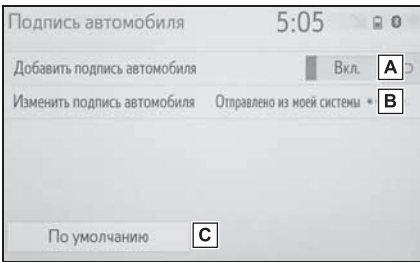 Подпись автомобиля 5:05
Добавить подпись автомобиля Вкл. A
Изменить подпись автомобиля Отправлено из моей системы B
По умолчанию C